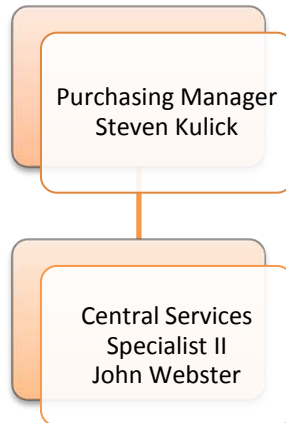 Purchasing Manager
Steven Kulick
Central Services
Specialist II
John Webster